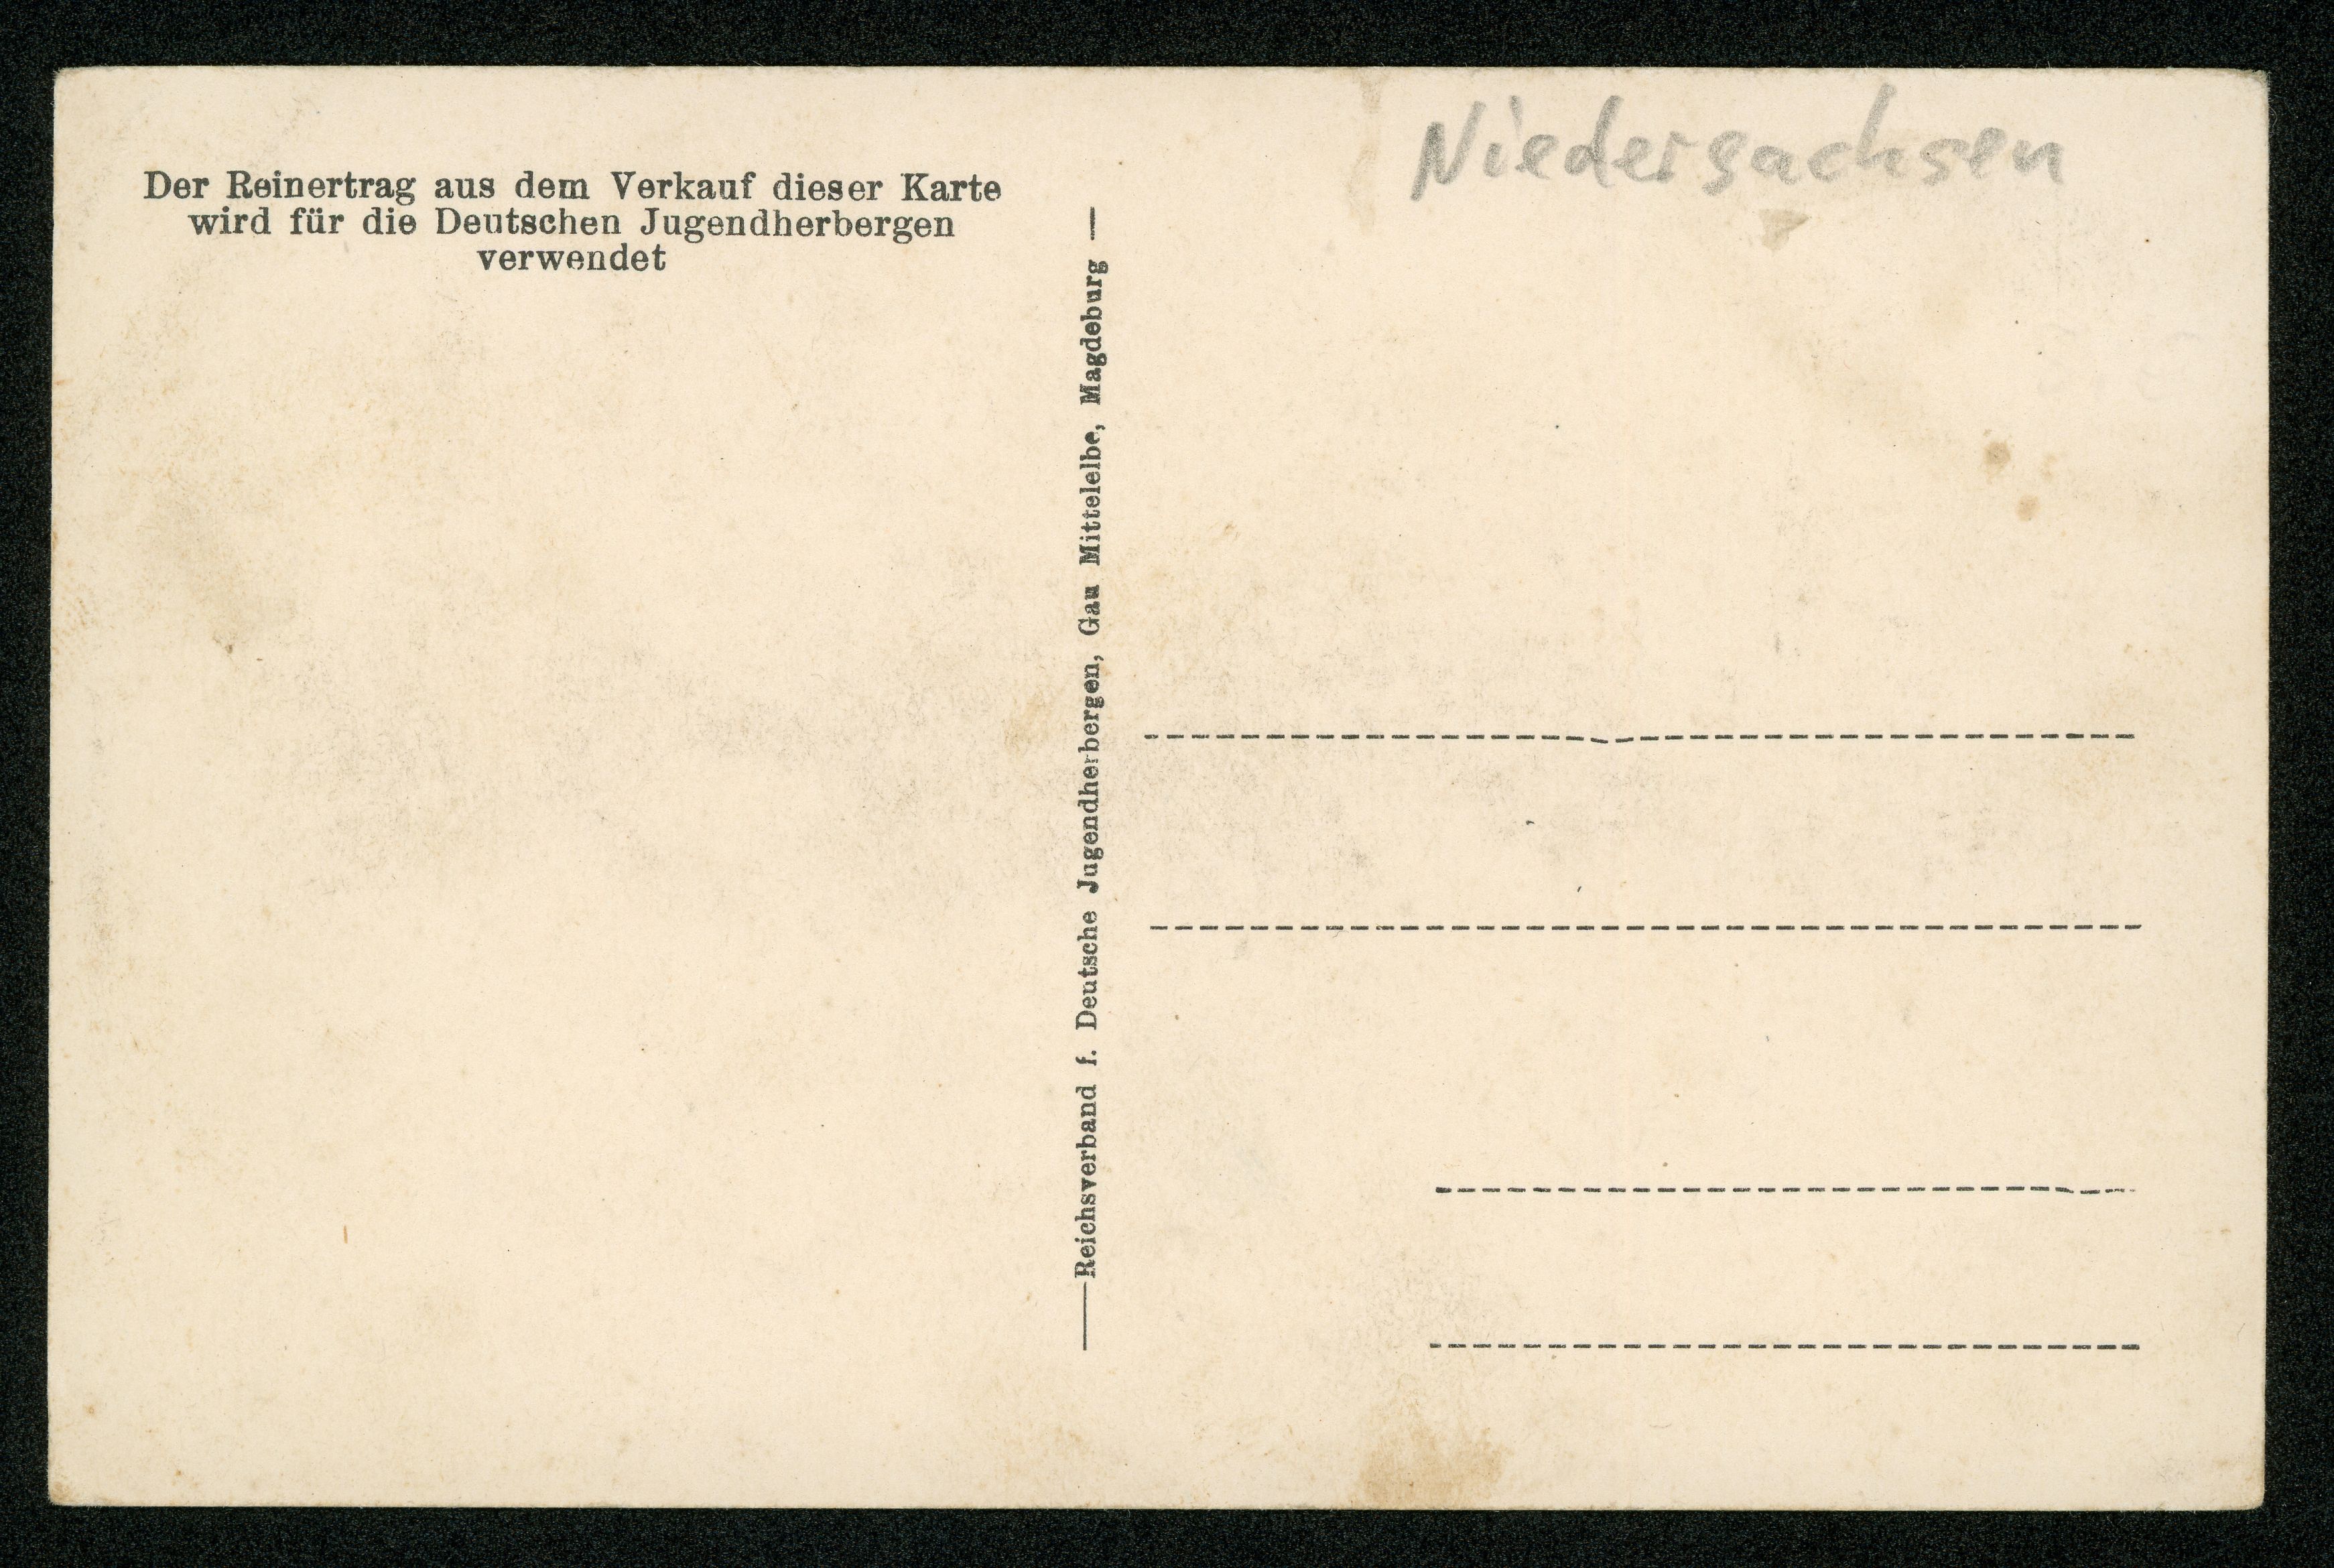 Der Reinertrag aus dem Verkauf dieser Karte
wird für die Deutschen Jugendherbergen
verwendet
Reichsverband f. Deutsche Jugendherbergen, Gau Mittelelbe, Magdeburg
Niedersachsen